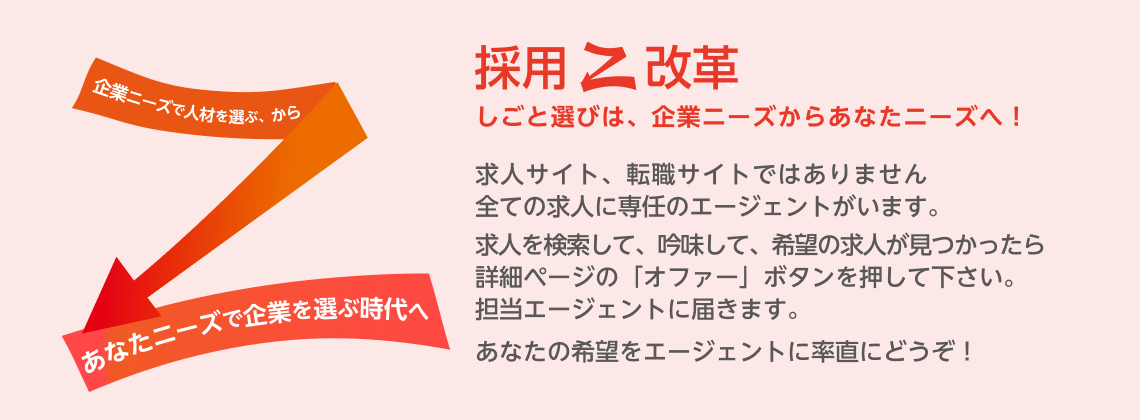 企業ニーズで人材を選ぶ、から
あなたニーズで企業を選ぶ時代へ
採用 Z 改革
しごと選びは、企業ニーズからあなたニーズへ！
求人サイト、転職サイトではありません
全ての求人に専任のエージェントがいます。
求人を検索して、吟味して、希望の求人が見つかったら
詳細ページの「オファー」ボタンを押して下さい。
担当エージェントに届きます。
あなたの希望をエージェントに率直にどうぞ！